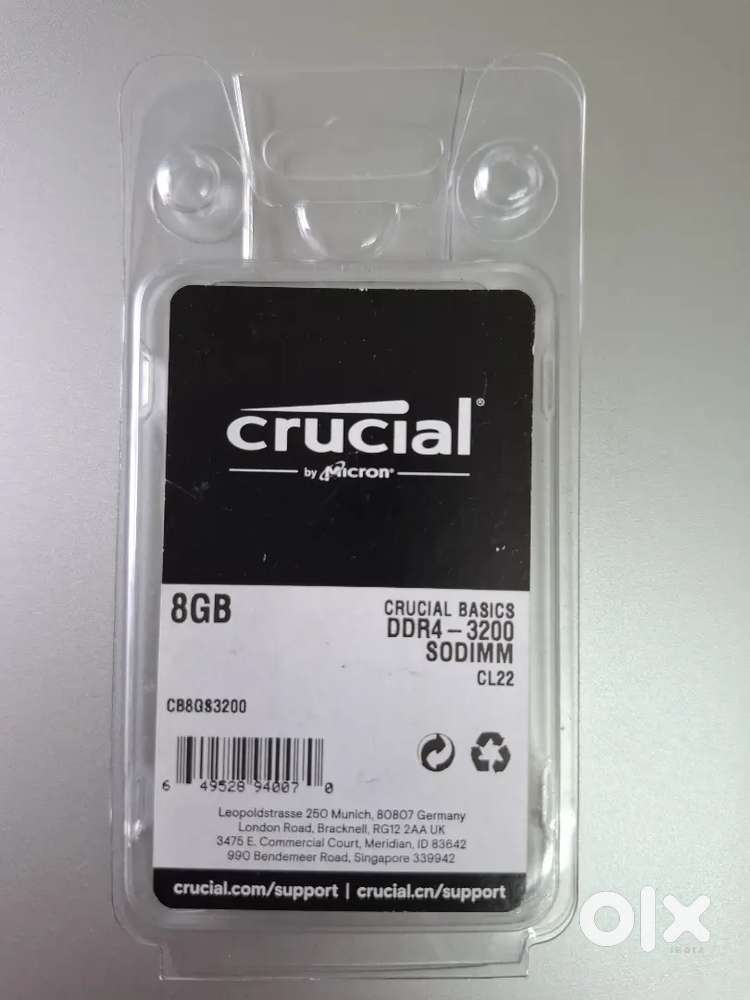 crucial®
by Micron®
8GB
CRUCIAL BASICS
DDR4-3200
SODIMM
CL22
CB8GS3200
6 49528 94007 0
Leopoldstrasse 250 Munich, 80807 Germany
London Road, Bracknell, RG12 2AA UK
3475 E. Commercial Court, Meridian, ID 83642
990 Bendemeer Road, Singapore 339942
crucial.com/support | crucial.cn/support
olx
INDIA